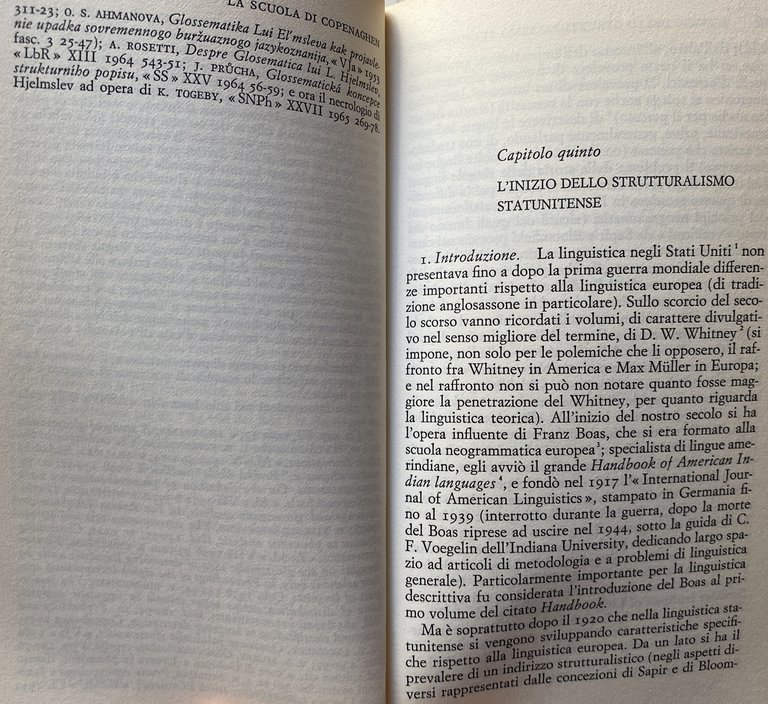 LA SCUOLA DI COPENAGHEN
311-23; O. S. AHMANOVA, Glossematika Lui El'msleva kak projavle-
nie upadka sovremennogo buržuaznogo jazykoznanija, «VJa» 1953
fasc. 3 25-47); A. ROSETTI, Despre Glosematica lui L. Hjelmslev,
«LbR» XIII 1964 543-51; J. PRŮCHA, Glossematická koncepce
strukturního popisu, «SS» XXV 1964 56-59; e ora il necrologio di
Hjelmslev ad opera di K. TOGEBY, «SNPh» XXVII 1965 269-78.
Capitolo quinto
L'INIZIO DELLO STRUTTURALISMO
STATUNITENSE
1. Introduzione. La linguistica negli Stati Uniti¹ non
presentava fino a dopo la prima guerra mondiale differen-
ze importanti rispetto alla linguistica europea (di tradi-
zione anglosassone in particolare). Sullo scorcio del seco-
lo scorso vanno ricordati i volumi, di carattere divulgati-
vo nel senso migliore del termine, di D. W. Whitney² (si
impone, non solo per le polemiche che li opposero, il raf-
fronto fra Whitney in America e Max Müller in Europa;
e nel raffronto non si può non notare quanto fosse mag-
giore la penetrazione del Whitney, per quanto riguarda
la linguistica teorica). All'inizio del nostro secolo si ha
l'opera influente di Franz Boas, che si era formato alla
scuola neogrammatica europea³; specialista di lingue ame-
rindiane, egli avviò il grande Handbook of American In-
dian languages⁴, e fondò nel 1917 l'«International Jour-
nal of American Linguistics», stampato in Germania fi-
no al 1939 (interrotto durante la guerra, dopo la morte
del Boas riprese ad uscire nel 1944, sotto la guida di C.
F. Voegelin dell'Indiana University, dedicando largo spa-
zio ad articoli di metodologia e a problemi di linguistica
generale). Particolarmente importante per la linguistica
descrittiva fu considerata l'introduzione del Boas al pri-
mo volume del citato Handbook.
Ma è soprattutto dopo il 1920 che nella linguistica sta-
tunitense si vengono sviluppando caratteristiche specifi-
che rispetto alla linguistica europea. Da un lato si ha il
prevalere di un indirizzo strutturalistico (negli aspetti di-
versi rappresentati dalle concezioni di Sapir e di Bloom-